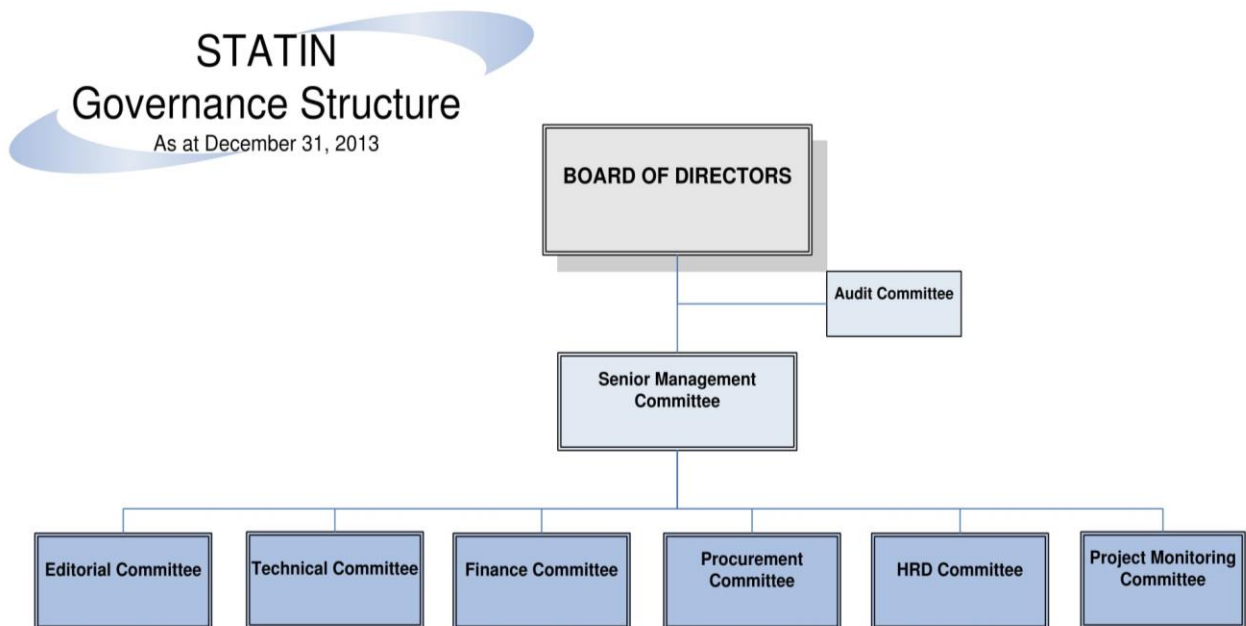 STATIN
Governance Structure
As at December 31, 2013
BOARD OF DIRECTORS
Audit Committee
Senior Management
Committee
Editorial Committee
Technical Committee
Finance Committee
Procurement
Committee
HRD Committee
Project Monitoring
Committee